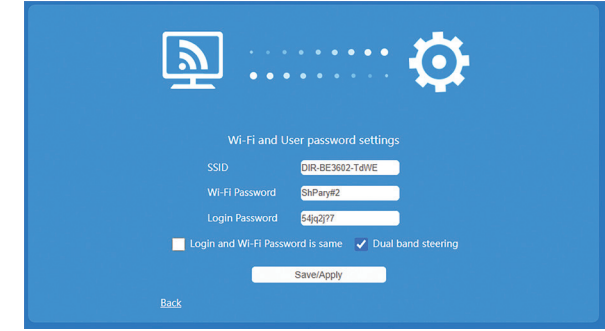 Wi-Fi and User password settings
SSID DIR-BE3602-TdWE
Wi-Fi Password ShPary#2
Login Password 54jq2j?7
Login and Wi-Fi Password is same Dual band steering
Save/Apply
Back